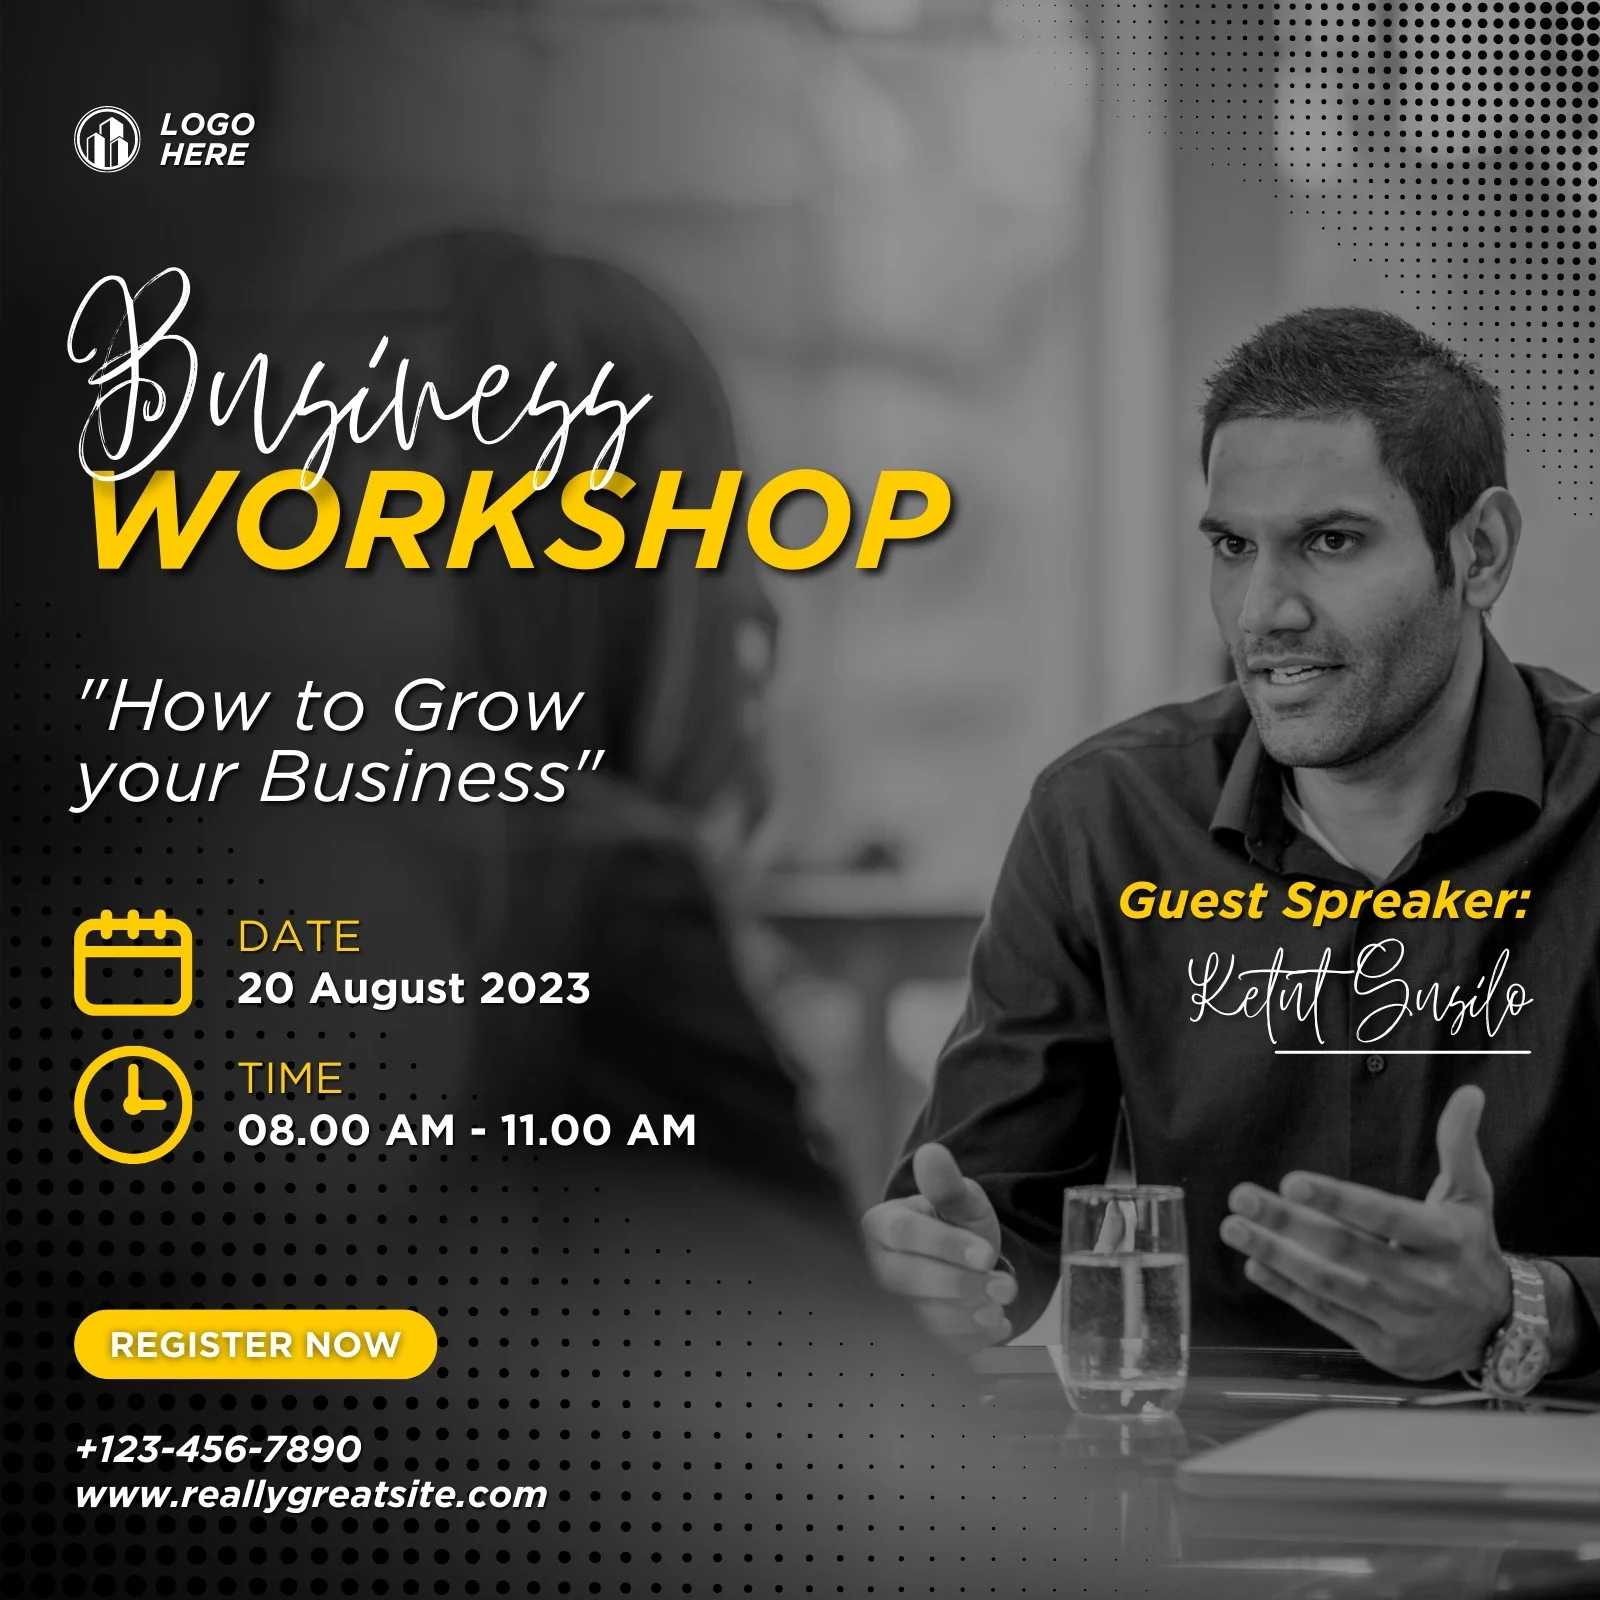 LOGO
HERE
Business
WORKSHOP
"How to Grow
your Business"
DATE
20 August 2023
TIME
08.00 AM - 11.00 AM
Guest Spreaker:
Ketut Susilo
REGISTER NOW
+123-456-7890
www.reallygreatsite.com